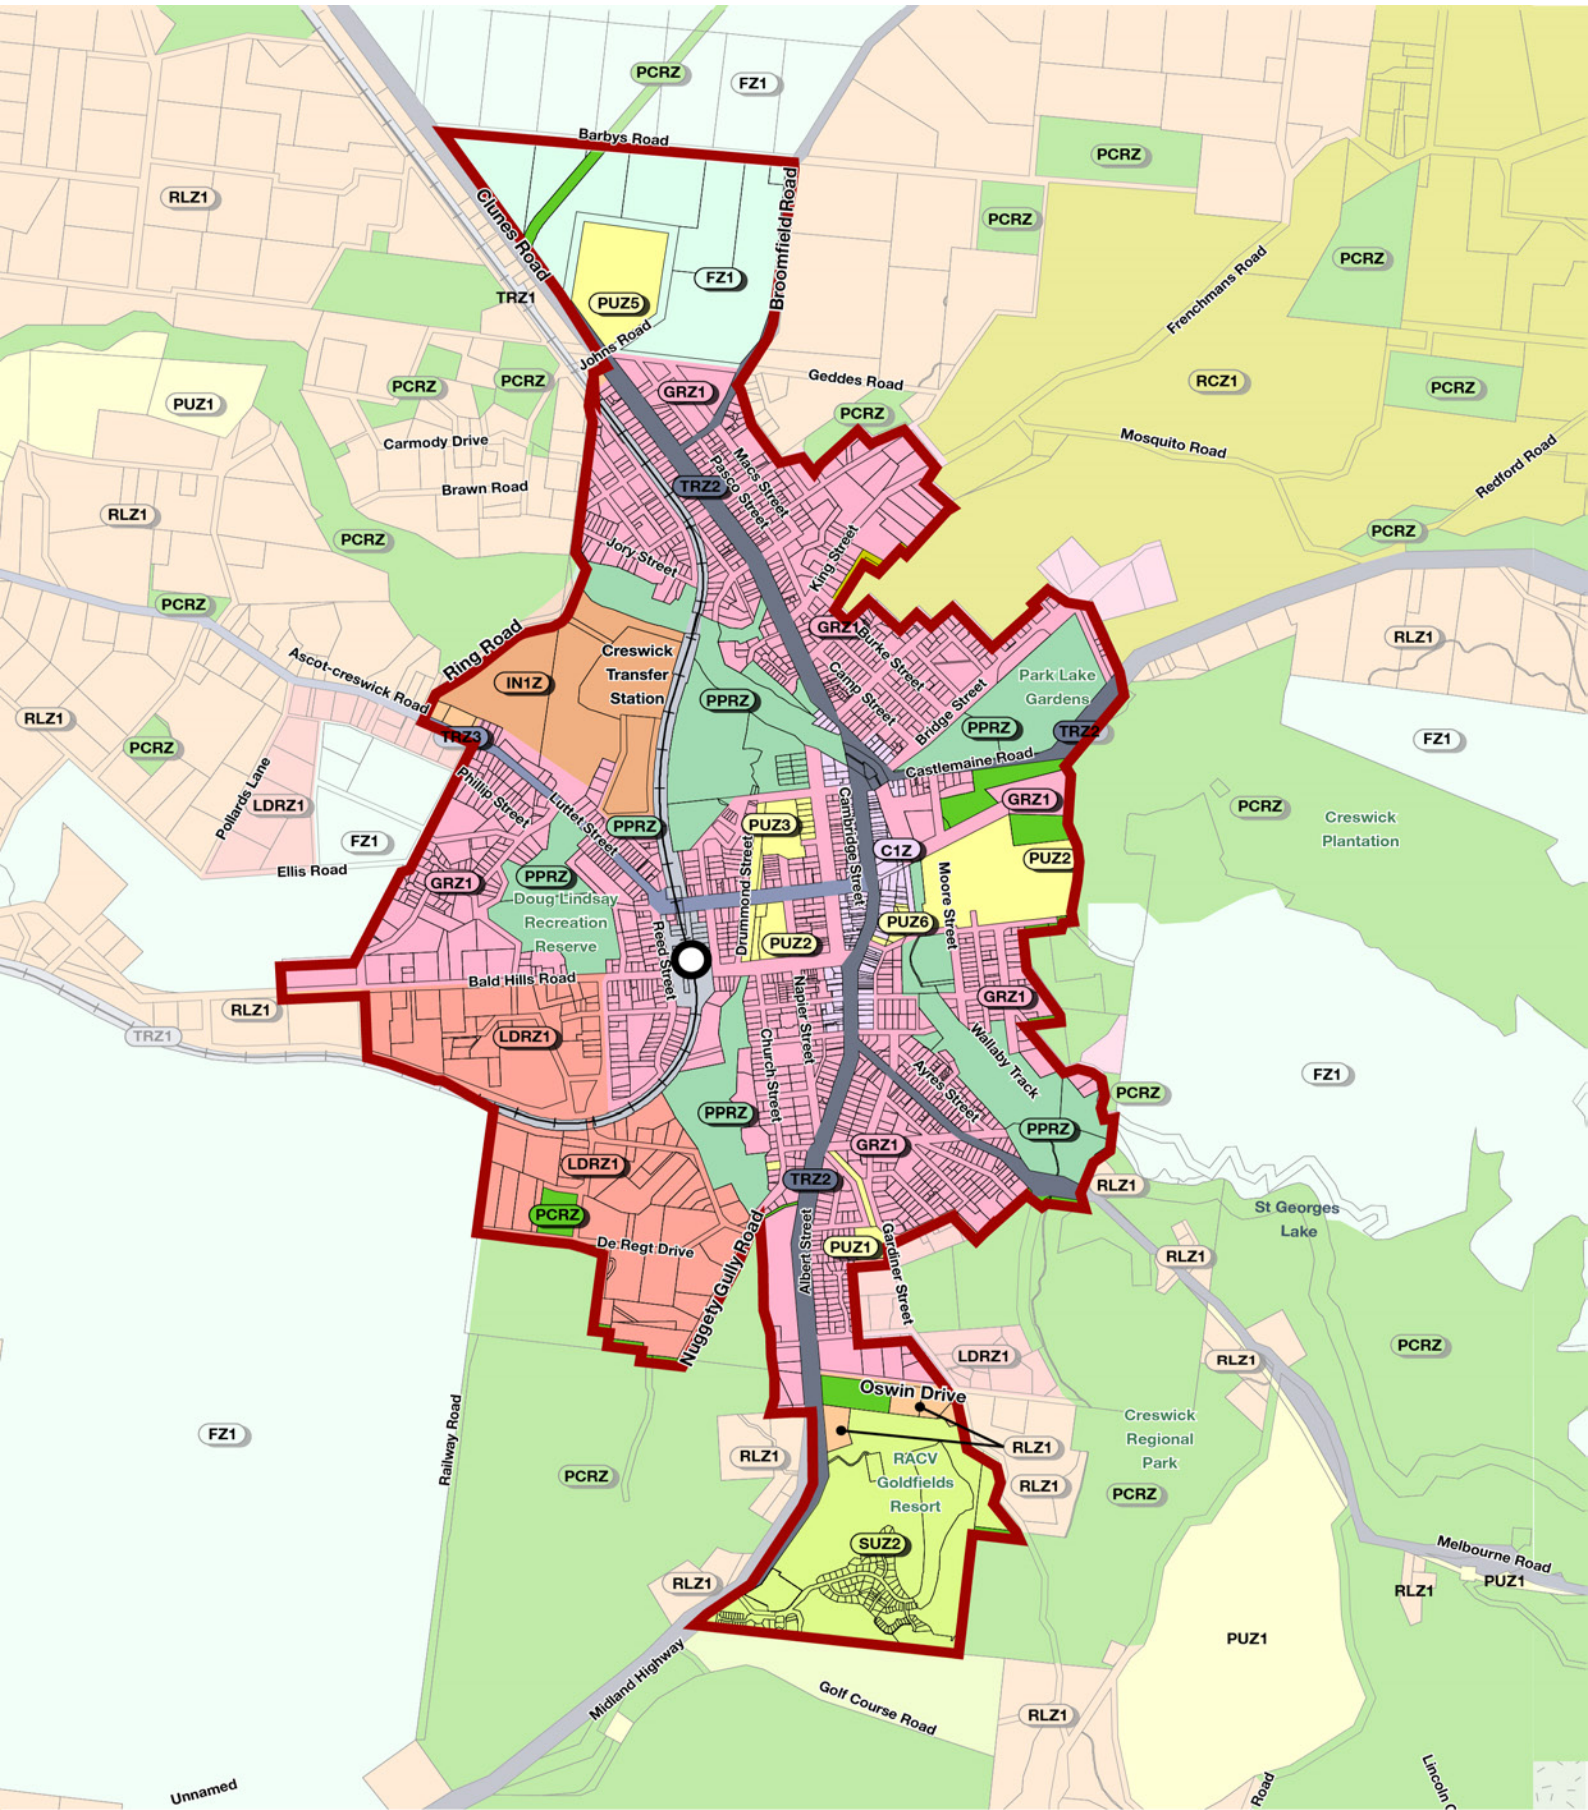 PCRZ
FZ1
Barbys Road
PCRZ
RLZ1
PCRZ
Clunes Road
Broomfield Road
PCRZ
Frenchmans Road
FZ1
TRZ1
PUZ5
Johns Road
Geddes Road
RCZ1
PCRZ
PCRZ
PCRZ
PUZ1
GRZ1
PCRZ
Carmody Drive
Mosquito Road
Redford Road
Macs Street
Pasco Street
Brawn Road
TRZ2
RLZ1
PCRZ
PCRZ
Jory Street
King Street
PCRZ
GRZ1
RLZ1
Ring Road
Burke Street
Creswick
Transfer
Station
Ascot-creswick Road
IN1Z
Camp Street
Park Lake
Gardens
PPRZ
Bridge Street
RLZ1
PCRZ
TRZ3
PPRZ
TRZ2
FZ1
Castlemaine Road
Phillip Street
Pollards Lane
LDRZ1
Luttet Street
Cambridge Street
GRZ1
PCRZ
PPRZ
PUZ3
Creswick
Plantation
FZ1
C1Z
PUZ2
Ellis Road
GRZ1
PPRZ
Drummond Street
Moore Street
Doug Lindsay
Recreation
Reserve
PUZ6
Reed Street
PUZ2
Bald Hills Road
GRZ1
Napier Street
RLZ1
TRZ1
LDRZ1
Church Street
Wallaby Track
Ayres Street
FZ1
PCRZ
PPRZ
PPRZ
GRZ1
LDRZ1
TRZ2
RLZ1
PCRZ
St Georges
Lake
De Regt Drive
Nuggety Gully Road
Albert Street
PUZ1
Gardiner Street
RLZ1
PCRZ
LDRZ1
RLZ1
Oswin Drive
Railway Road
FZ1
Creswick
Regional
Park
RLZ1
RLZ1
RACV
Goldfields
Resort
PCRZ
RLZ1
PCRZ
SUZ2
Melbourne Road
RLZ1
RLZ1
PUZ1
PUZ1
Midland Highway
Golf Course Road
RLZ1
Unnamed
Road
Lincoln